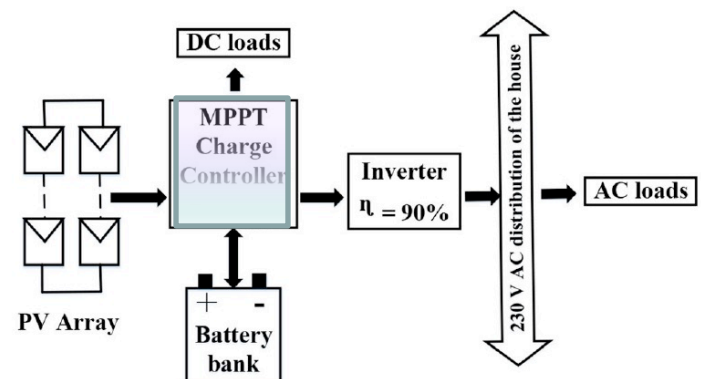 DC loads
MPPT
Charge
Controller
Inverter
η = 90%
230 V AC distribution of the house
AC loads
PV Array
+ -
Battery
bank